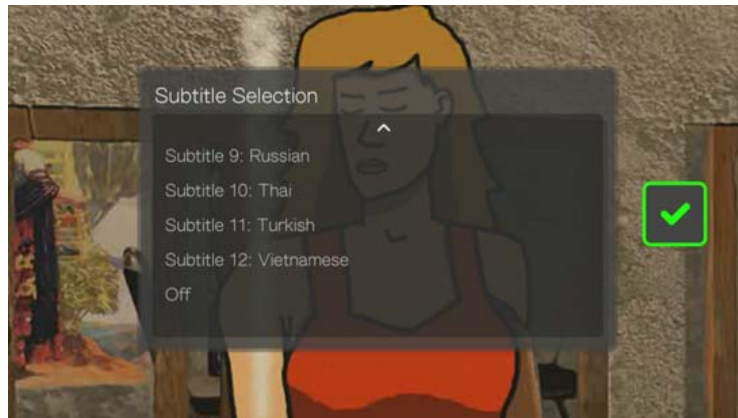 Subtitle Selection
Subtitle 9: Russian
Subtitle 10: Thai
Subtitle 11: Turkish
Subtitle 12: Vietnamese
Off